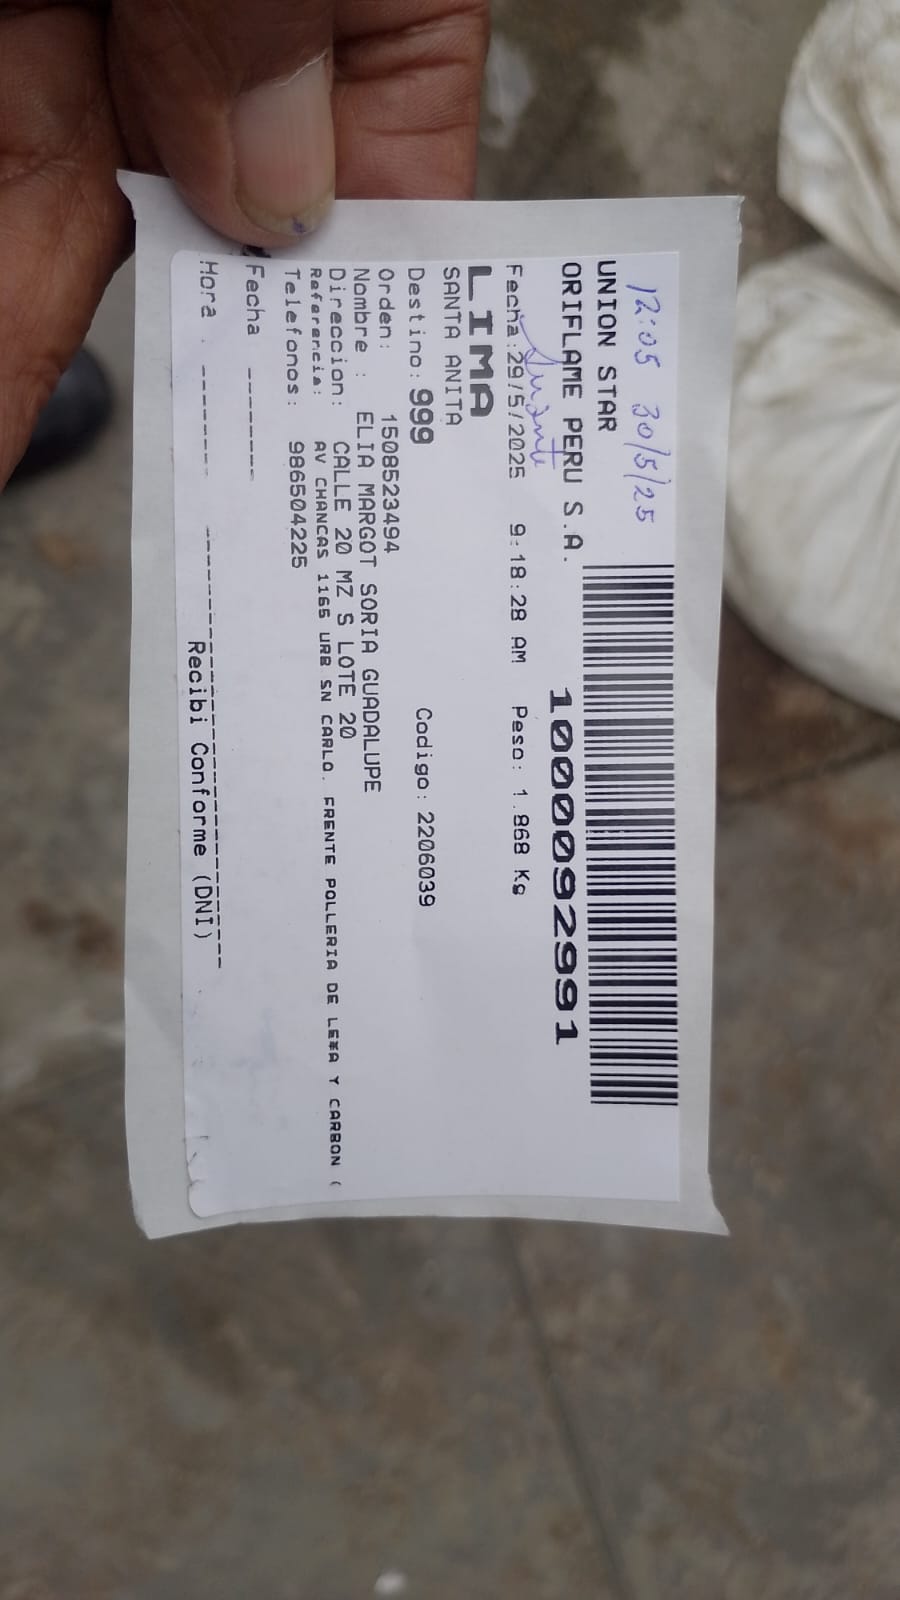 12:05 30/5/25
UNION STAR
ORIFLAME PERU S.A.
1000092991
Fecha:29/5/2025 9:18:28 AM Peso: 1.868 Kg
LIMA
SANTA ANITA
Destino: 999 Codigo: 2206039
Orden: 1508523494
Nombre : ELIA MARGOT SORIA GUADALUPE
Direccion: CALLE 20 MZ S LOTE 20
Referencia: AV CHANCAS 1165 URB SN CARLO. FRENTE POLLERIA DE LE¥A Y CARBON (
Telefonos: 986504225
Fecha -------
Hora . ------- ---------------------------
Recibi Conforme (DNI)